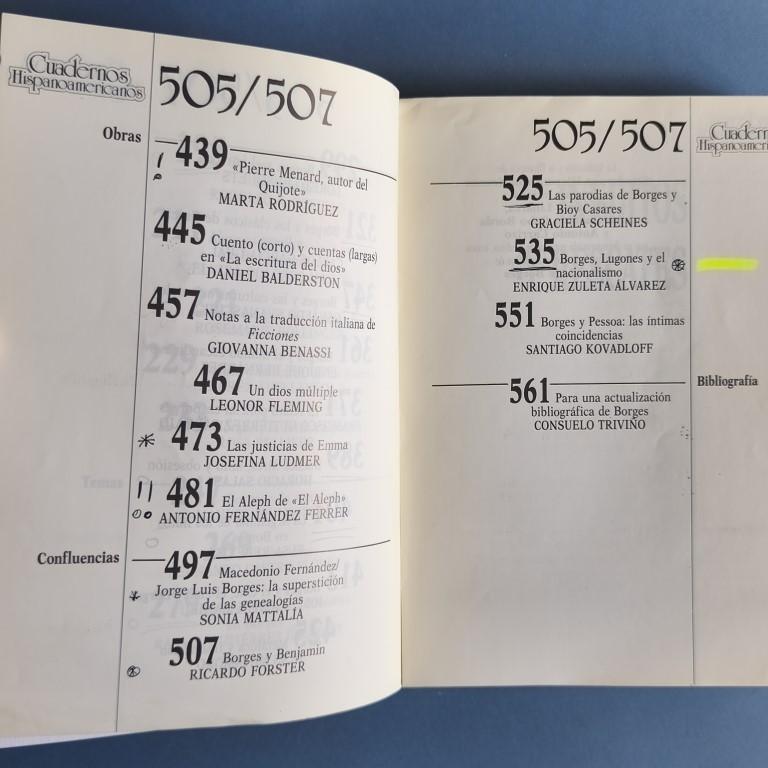 Cuadernos
Hispanoamericanos
505/507
Obras
439 «Pierre Menard, autor del
Quijote»
MARTA RODRÍGUEZ
445 Cuento (corto) y cuentas (largas)
en «La escritura del dios»
DANIEL BALDERSTON
457 Notas a la traducción italiana de
Ficciones
GIOVANNA BENASSI
467 Un dios múltiple
LEONOR FLEMING
473 Las justicias de Emma
JOSEFINA LUDMER
481 El Aleph de «El Aleph»
ANTONIO FERNÁNDEZ FERRER
Confluencias
497 Macedonio Fernández/
Jorge Luis Borges: la superstición
de las genealogías
SONIA MATTALÍA
507 Borges y Benjamin
RICARDO FORSTER
505/507
Cuadern
Hispanoameri
525 Las parodias de Borges y
Bioy Casares
GRACIELA SCHEINES
535 Borges, Lugones y el
nacionalismo
ENRIQUE ZULETA ÁLVAREZ
551 Borges y Pessoa: las íntimas
coincidencias
SANTIAGO KOVADLOFF
Bibliografía
561 Para una actualización
bibliográfica de Borges
CONSUELO TRIVIÑO